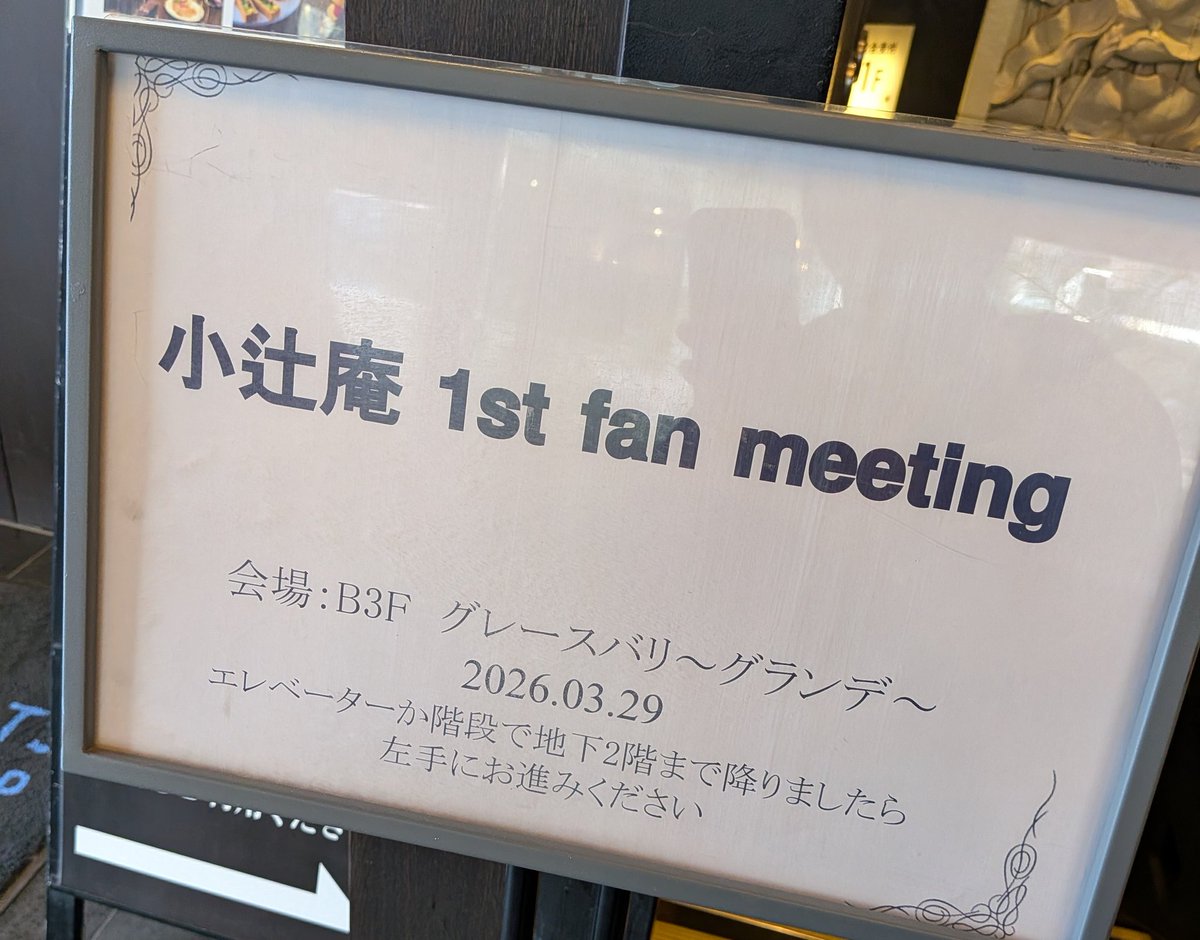 1F
小辻庵 1st fan meeting
会場：B3F　グレースバリ～グランデ～
2026.03.29
エレベーターか階段で地下2階まで降りましたら
左手にお進みください